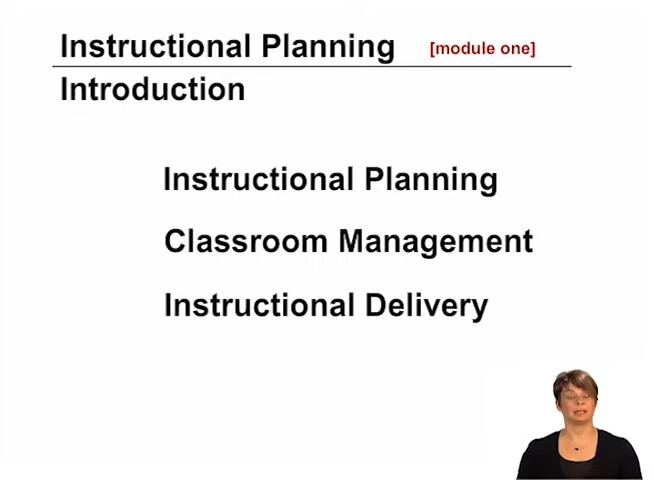 Instructional Planning [module one]
Introduction
Instructional Planning
Classroom Management
Instructional Delivery